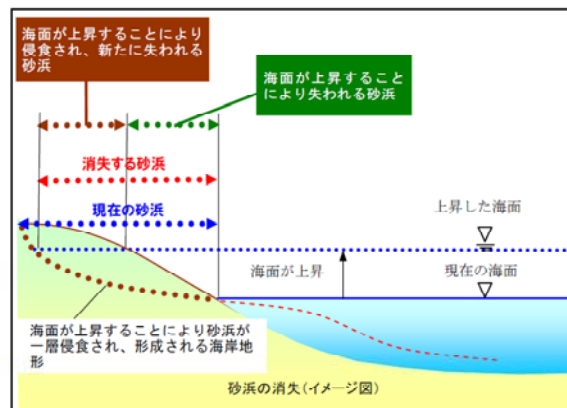 海面が上昇することにより
侵食され、新たに失われる
砂浜
海面が上昇すること
により失われる砂浜
消失する砂浜
現在の砂浜
上昇した海面
海面が上昇
現在の海面
海面が上昇することにより砂浜が
一層侵食され、形成される海岸地
形
砂浜の消失(イメージ図)